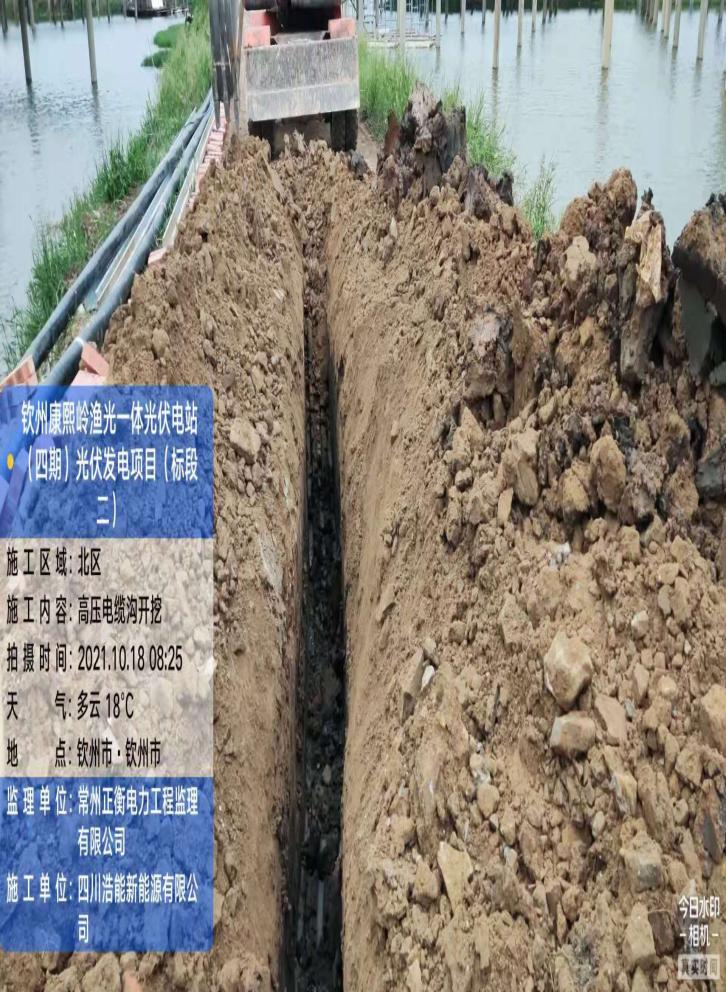 钦州康熙岭渔光一体光伏电站
（四期）光伏发电项目（标段
二）
施工区域：北区
施工内容：高压电缆沟开挖
拍摄时间：2021.10.18 08:25
天气：多云 18℃
地点：钦州市·钦州市
监理单位：常州正衡电力工程监理
有限公司
施工单位：四川浩能新能源有限公
司
今日水印
－相机－
真实时间